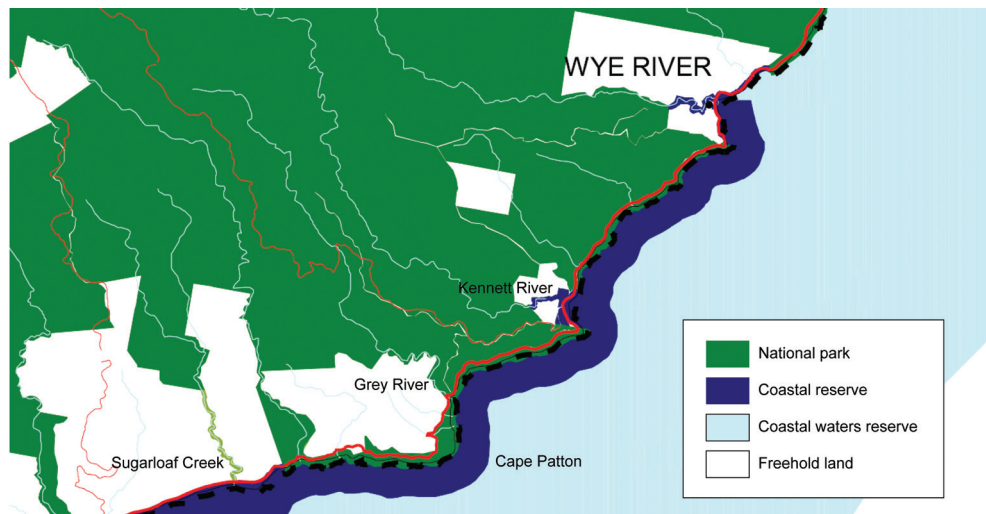 WYE RIVER
Kennett River
Grey River
Sugarloaf Creek
Cape Patton
National park
Coastal reserve
Coastal waters reserve
Freehold land